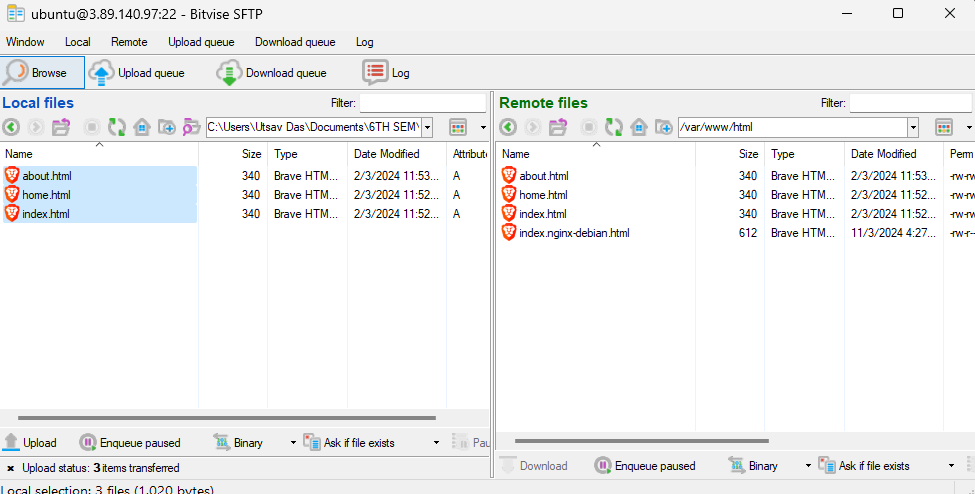 ubuntu@3.89.140.97:22 - Bitvise SFTP
Window Local Remote Upload queue Download queue Log
Browse Upload queue Download queue Log
Local files Filter:
C:\Users\Utsav Das\Documents\6TH SEM\
Name Size Type Date Modified Attribute
about.html 340 Brave HTM... 2/3/2024 11:53... A
home.html 340 Brave HTM... 2/3/2024 11:52... A
index.html 340 Brave HTM... 2/3/2024 11:52... A
Upload Enqueue paused Binary Ask if file exists Pau
Upload status: 3 items transferred
Remote files Filter:
/var/www/html
Name Size Type Date Modified Perm
about.html 340 Brave HTM... 2/3/2024 11:53... -rw-rw
home.html 340 Brave HTM... 2/3/2024 11:52... -rw-rw
index.html 340 Brave HTM... 2/3/2024 11:52... -rw-rw
index.nginx-debian.html 612 Brave HTM... 11/3/2024 4:27... -rw-r--
Download Enqueue paused Binary Ask if file exists
Local selection: 3 files (1,020 bytes)